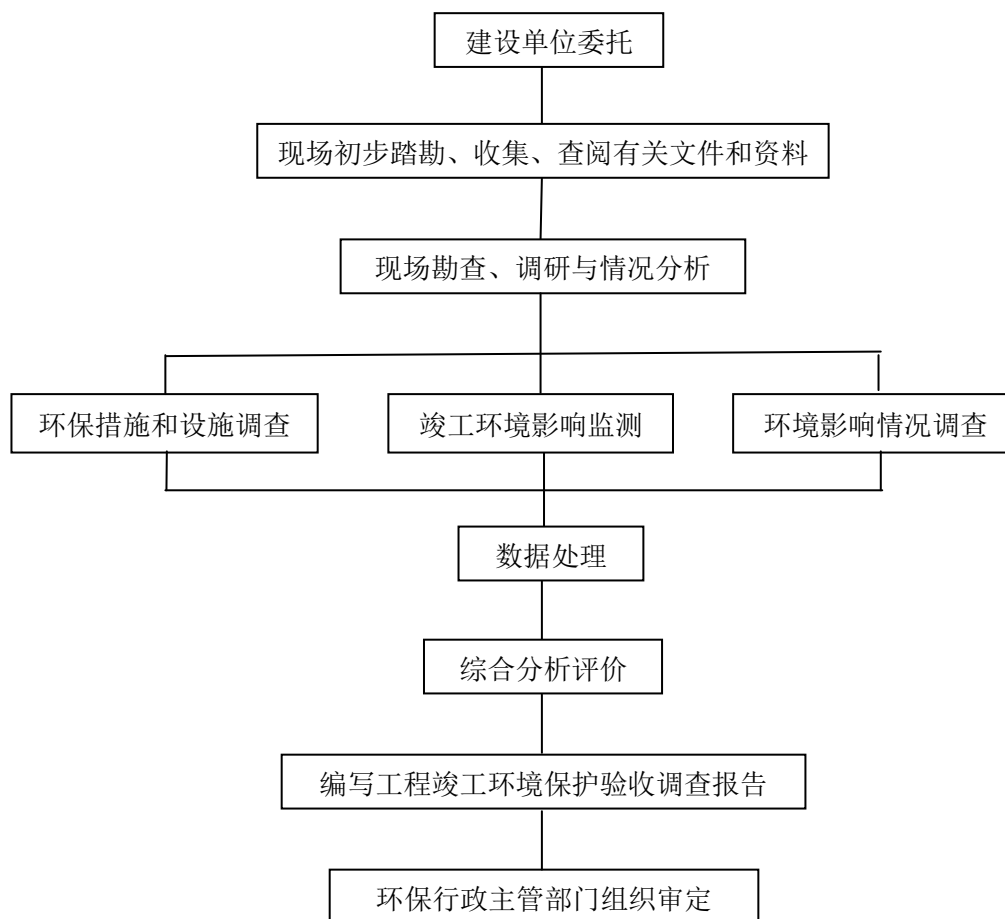 建设单位委托
现场初步踏勘、收集、查阅有关文件和资料
现场勘查、调研与情况分析
环保措施和设施调查
竣工环境影响监测
环境影响情况调查
数据处理
综合分析评价
编写工程竣工环境保护验收调查报告
环保行政主管部门组织审定